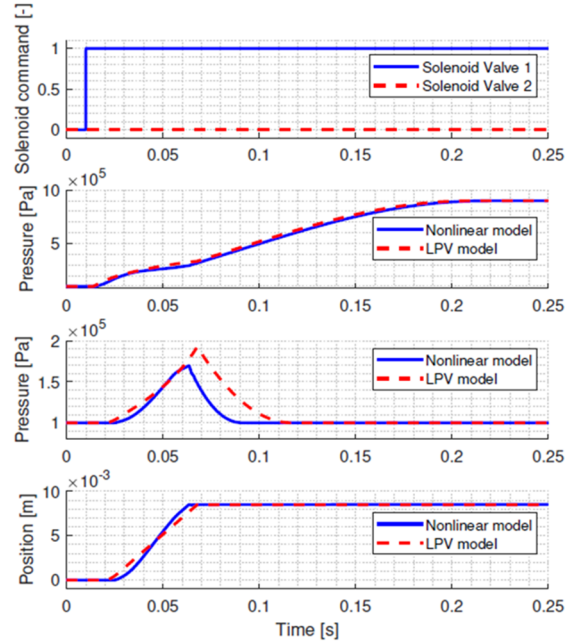 Solenoid command [-]
1
0.5
0
Solenoid Valve 1
Solenoid Valve 2
0 0.05 0.1 0.15 0.2 0.25
Pressure [Pa]
× 10^5
10
5
Nonlinear model
LPV model
0 0.05 0.1 0.15 0.2 0.25
Pressure [Pa]
× 10^5
2
1.5
1
Nonlinear model
LPV model
0 0.05 0.1 0.15 0.2 0.25
Position [m]
× 10^-3
10
5
0
Nonlinear model
LPV model
0 0.05 0.1 0.15 0.2 0.25
Time [s]